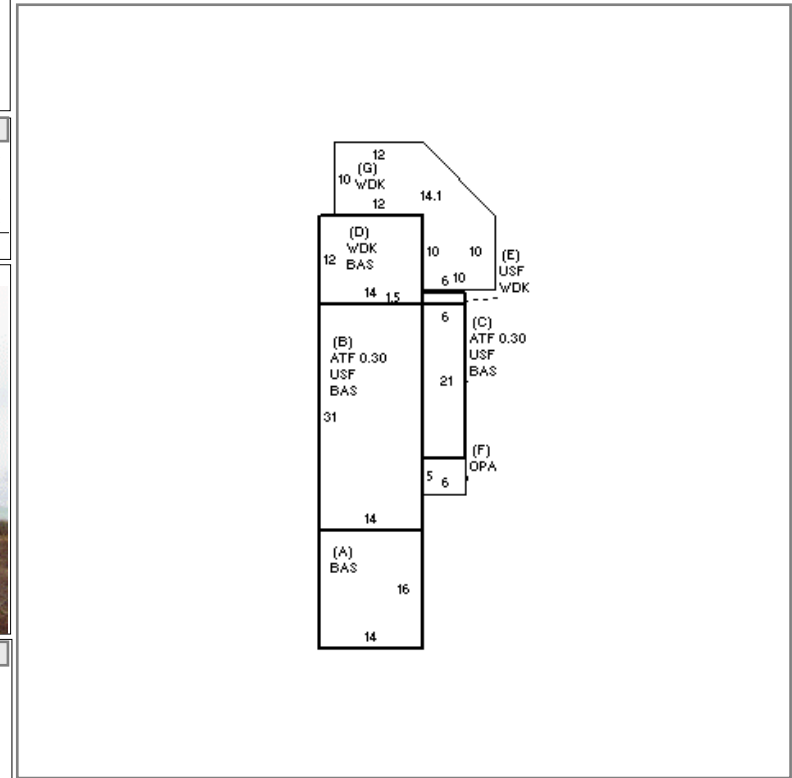 12
(G)
10 WDK
14.1
12
(D)
WDK
12 BAS
10 10
(E)
USF
WDK
6 10
14 1.5
6
(C)
ATF 0.30
USF
BAS
(B)
ATF 0.30
USF
BAS
21
31
(F)
OPA
5 6
14
(A)
BAS
16
14